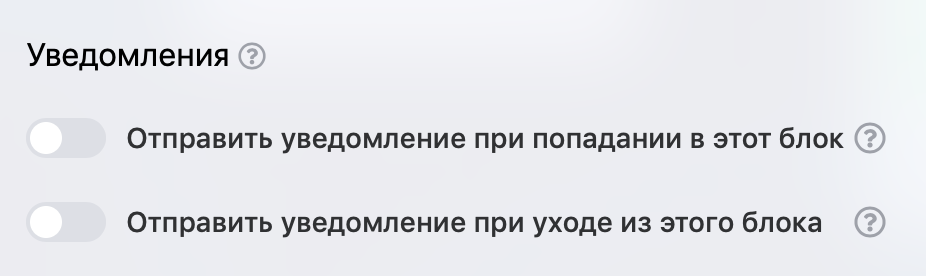 Уведомления ?
Отправить уведомление при попадании в этот блок ?
Отправить уведомление при уходе из этого блока ?